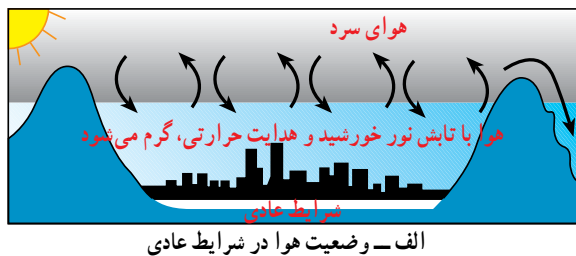 هوای سرد
هوا با تابش نور خورشید و هدایت حرارتی، گرم می‌شود
شرایط عادی
الف ــ وضعیت هوا در شرایط عادی